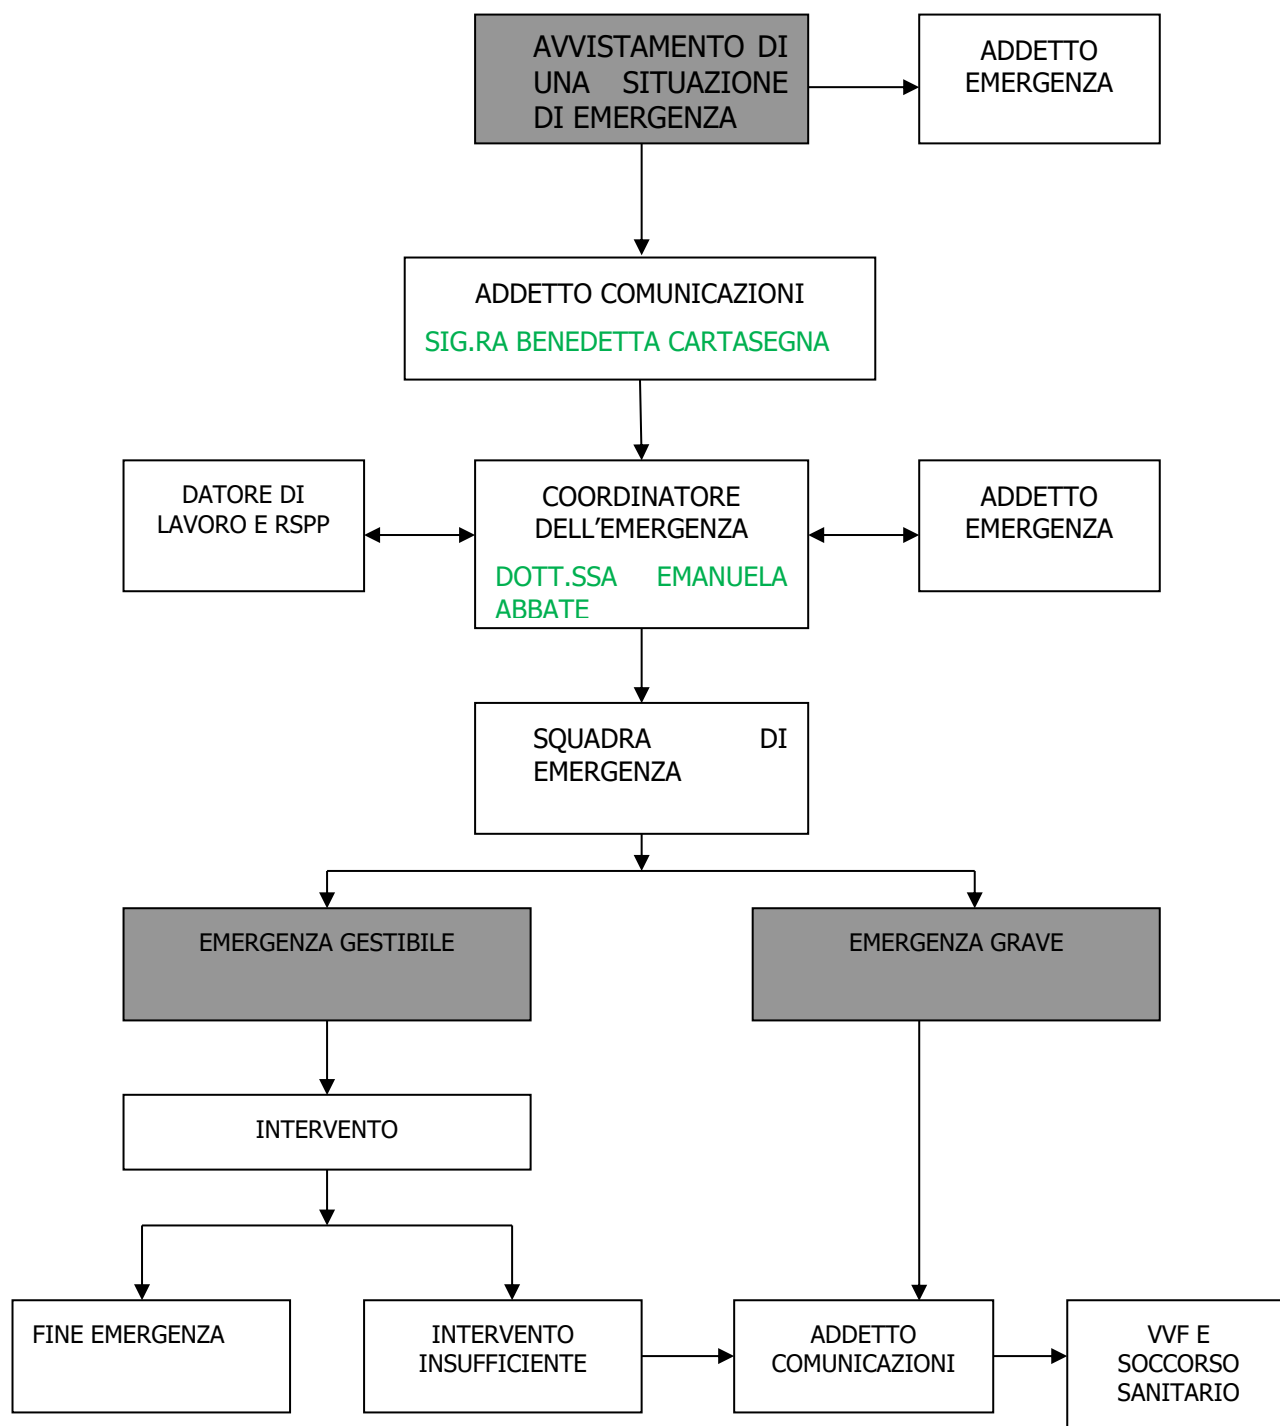 AVVISTAMENTO DI
UNA SITUAZIONE
DI EMERGENZA
ADDETTO
EMERGENZA
ADDETTO COMUNICAZIONI
SIG.RA BENEDETTA CARTASEGNA
DATORE DI
LAVORO E RSPP
COORDINATORE
DELL’EMERGENZA
DOTT.SSA EMANUELA
ABBATE
ADDETTO
EMERGENZA
SQUADRA DI
EMERGENZA
EMERGENZA GESTIBILE
EMERGENZA GRAVE
INTERVENTO
FINE EMERGENZA
INTERVENTO
INSUFFICIENTE
ADDETTO
COMUNICAZIONI
VVF E
SOCCORSO
SANITARIO